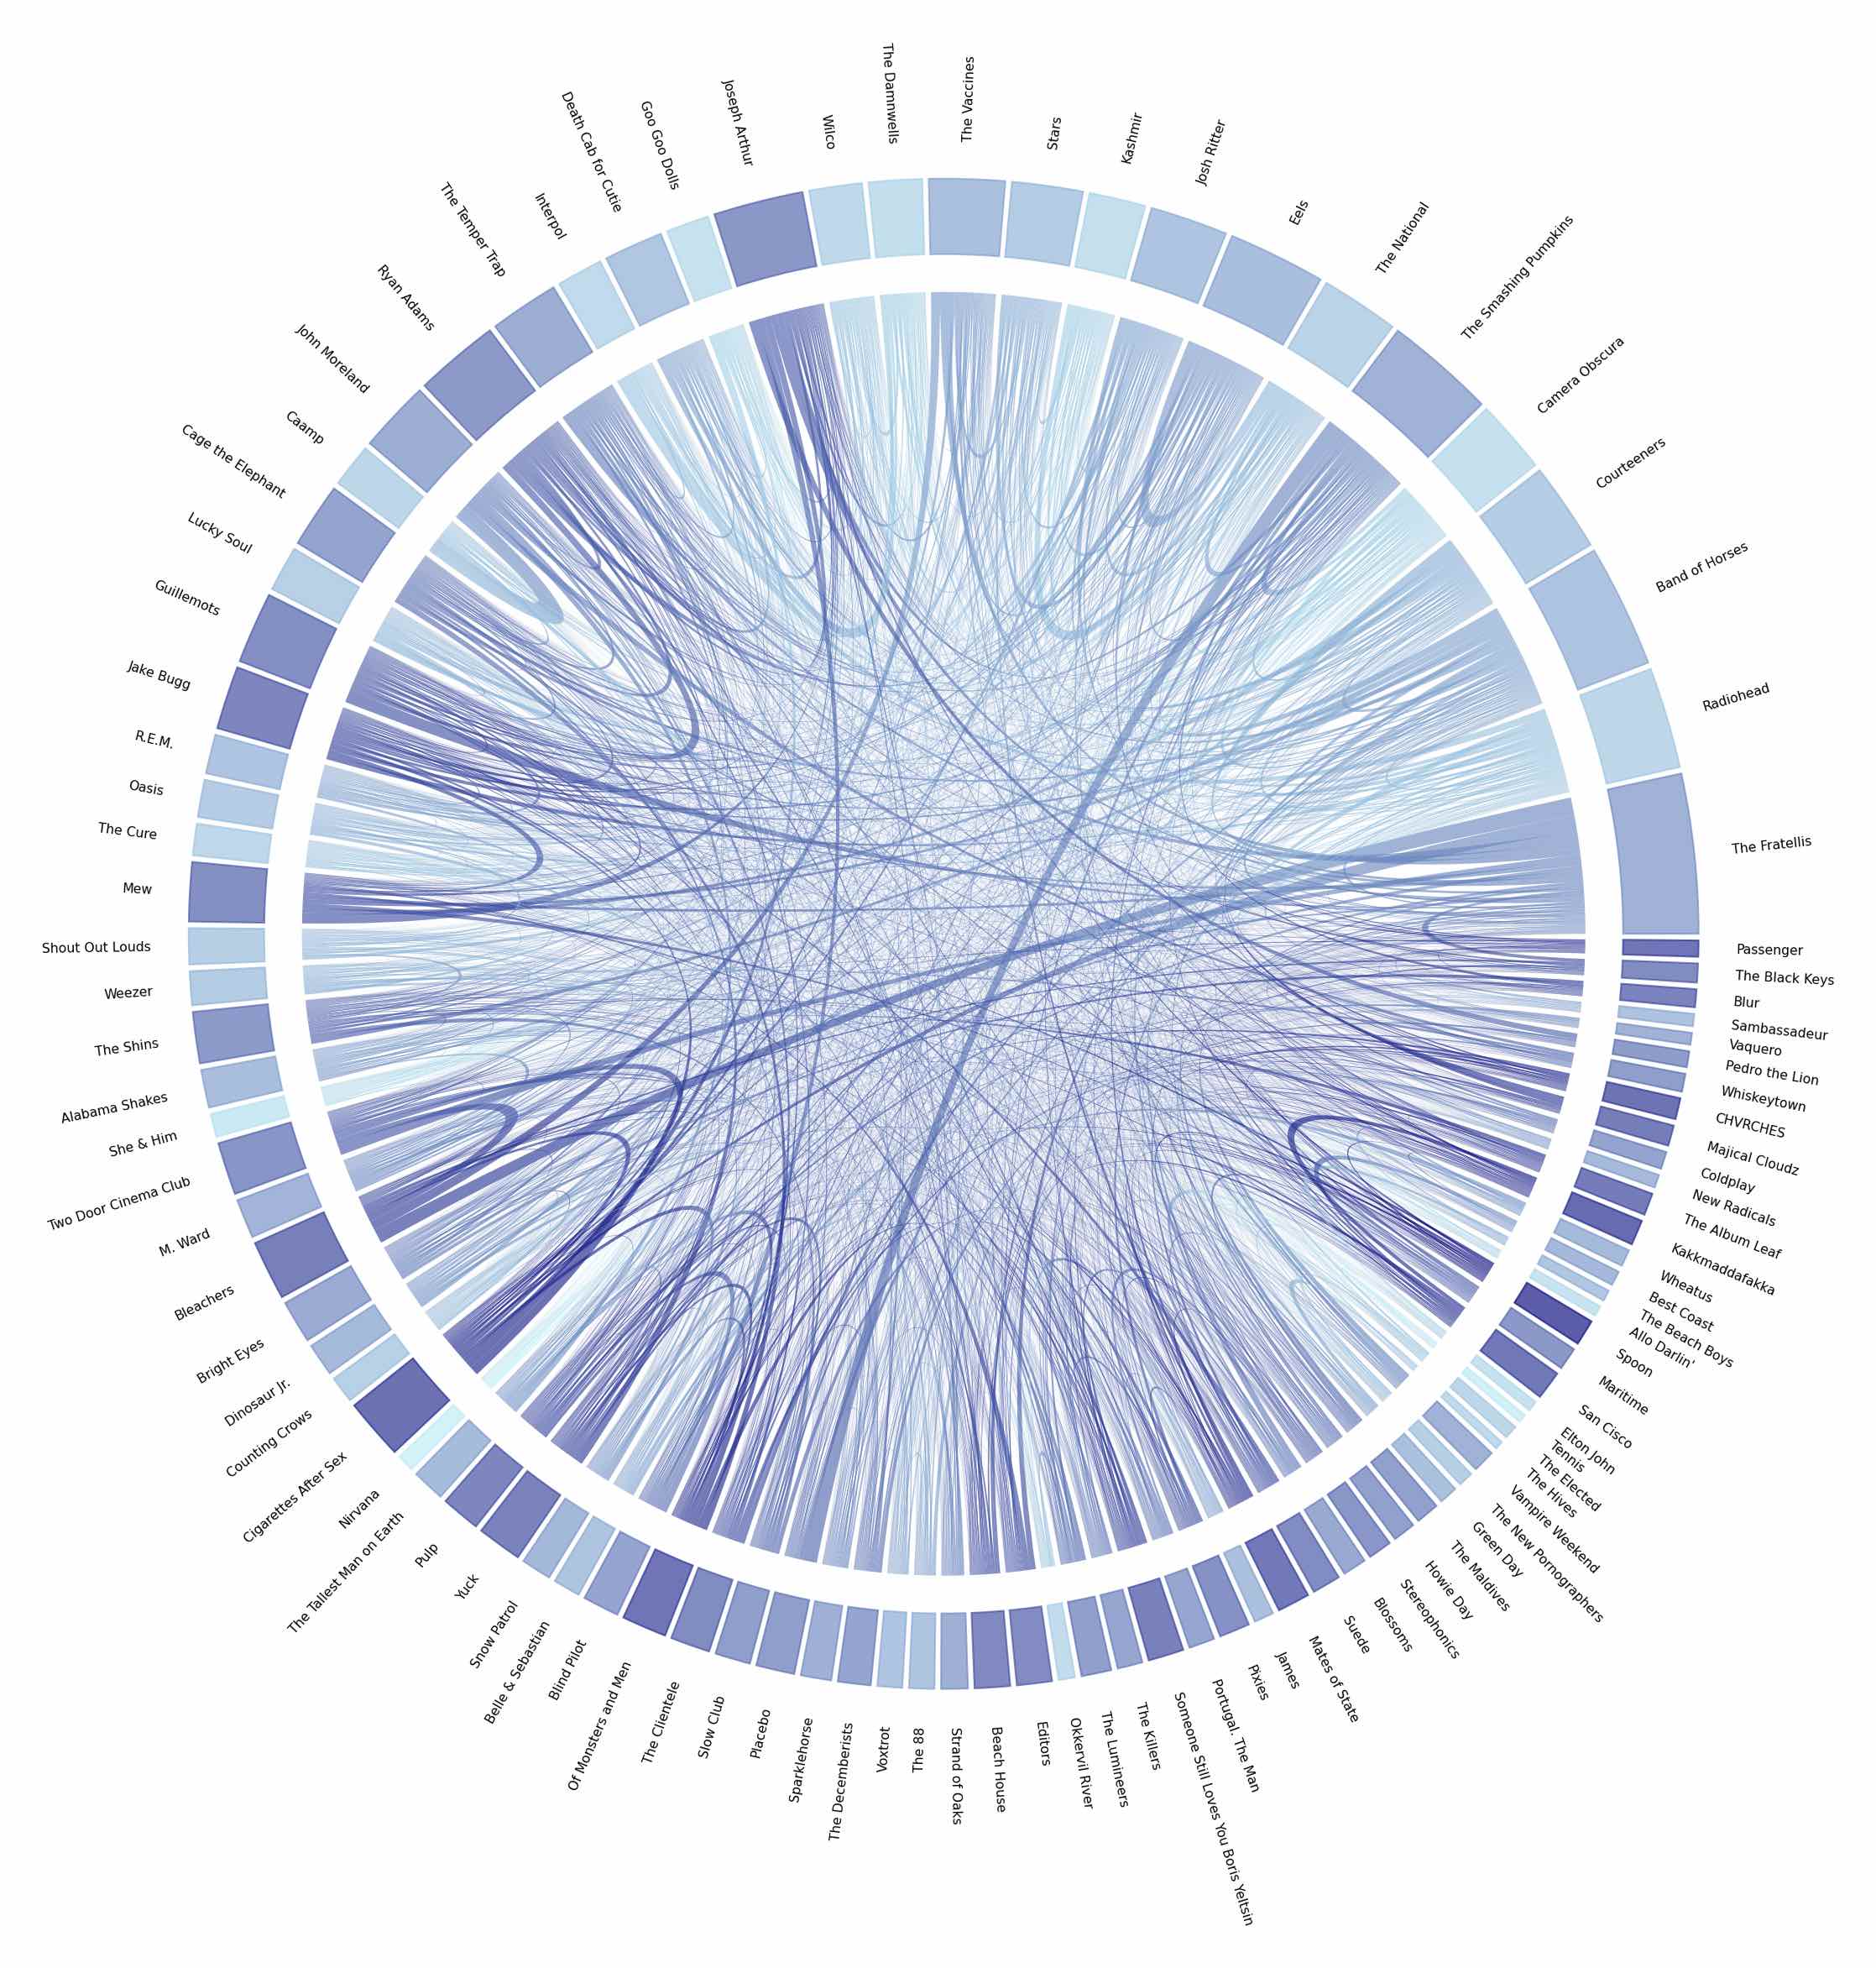 The Damnwells
The Vaccines
Stars
Kashmir
Josh Ritter
Eels
The National
The Smashing Pumpkins
Camera Obscura
Courteeners
Band of Horses
Radiohead
The Fratellis
Passenger
The Black Keys
Blur
Sambassadeur
Vaquero
Pedro the Lion
Whiskeytown
CHVRCHES
Majical Cloudz
Coldplay
New Radicals
The Album Leaf
Kakkmaddafakka
Wheatus
Best Coast
The Beach Boys
Allo Darlin'
Spoon
Maritime
San Cisco
Elton John
Tennis
The Elected
The Hives
Vampire Weekend
The New Pornographers
Green Day
The Maldives
Howie Day
Stereophonics
Blossoms
Suede
Mates of State
James
Pixies
Portugal. The Man
Someone Still Loves You Boris Yeltsin
The Killers
The Lumineers
Okkervil River
Editors
Beach House
Strand of Oaks
The 88
Voxtrot
The Decemberists
Sparklehorse
Placebo
Slow Club
The Clientele
Of Monsters and Men
Blind Pilot
Belle & Sebastian
Snow Patrol
Yuck
Pulp
The Tallest Man on Earth
Nirvana
Cigarettes After Sex
Counting Crows
Dinosaur Jr.
Bright Eyes
Bleachers
M. Ward
Two Door Cinema Club
She & Him
Alabama Shakes
The Shins
Weezer
Shout Out Louds
Mew
The Cure
Oasis
R.E.M.
Jake Bugg
Guillemots
Lucky Soul
Cage the Elephant
Caamp
John Moreland
Ryan Adams
The Temper Trap
Interpol
Death Cab for Cutie
Goo Goo Dolls
Joseph Arthur
Wilco